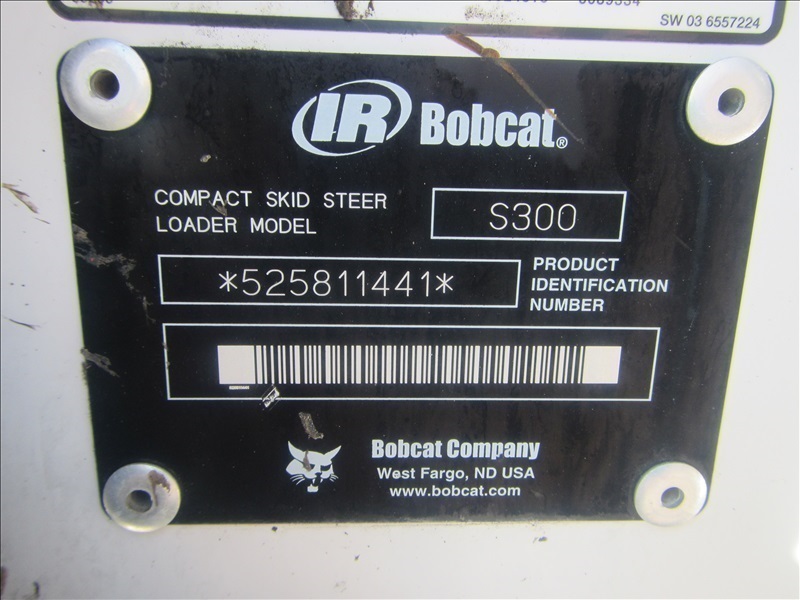 SW 03 6557224
IR Bobcat®
COMPACT SKID STEER
LOADER MODEL
S300
*525811441*
PRODUCT
IDENTIFICATION
NUMBER
Bobcat Company
West Fargo, ND USA
www.bobcat.com